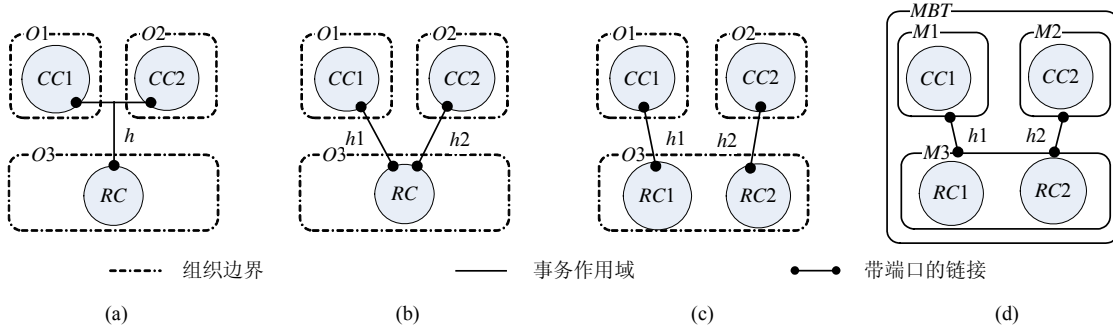 MBT
O1 O2 O1 O2 O1 O2 M1 M2
CC1 CC2 CC1 CC2 CC1 CC2 CC1 CC2
h h1 h2 h1 h2 h1 h2
O3 O3 O3 M3
RC RC RC1 RC2 RC1 RC2
组织边界 事务作用域 带端口的链接
(a) (b) (c) (d)